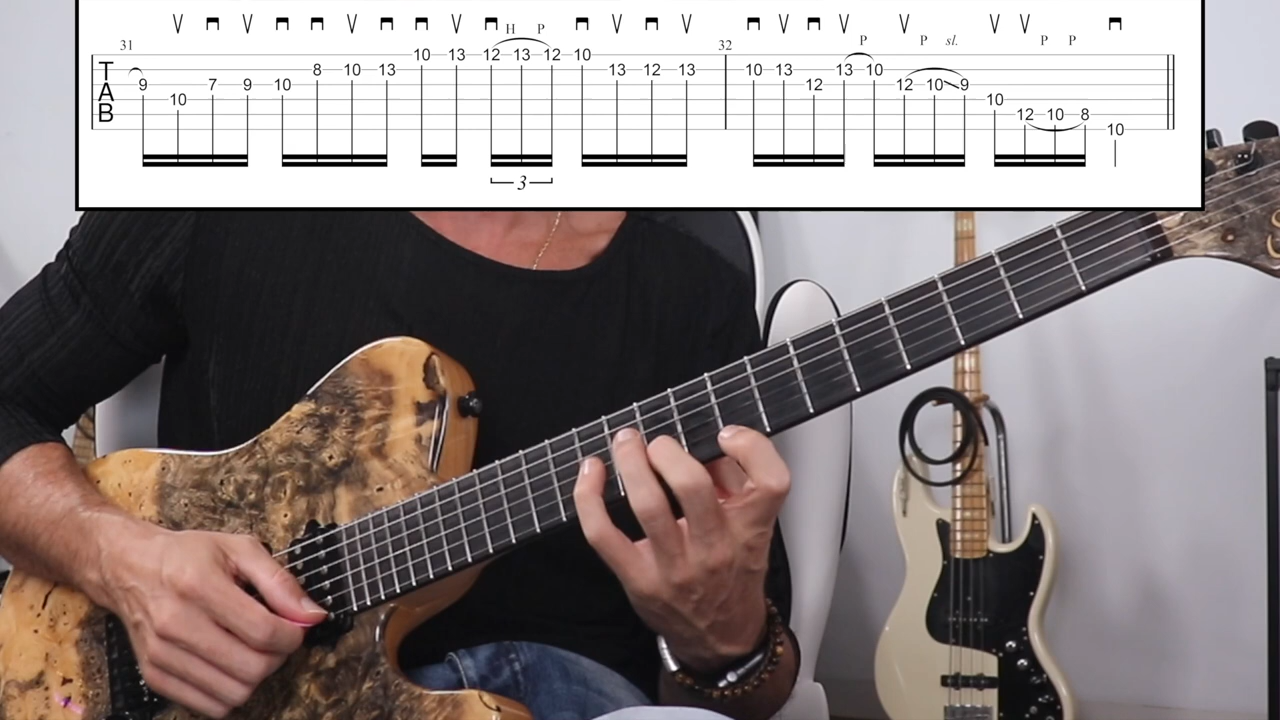 H P P P sl. P P
31 32
10 13 12 13 12 10
T 8 10 13 13 12 13 10 13 13 10
A 9 7 9 10 12 12 10 9
B 10 10
12 10 8
10
3